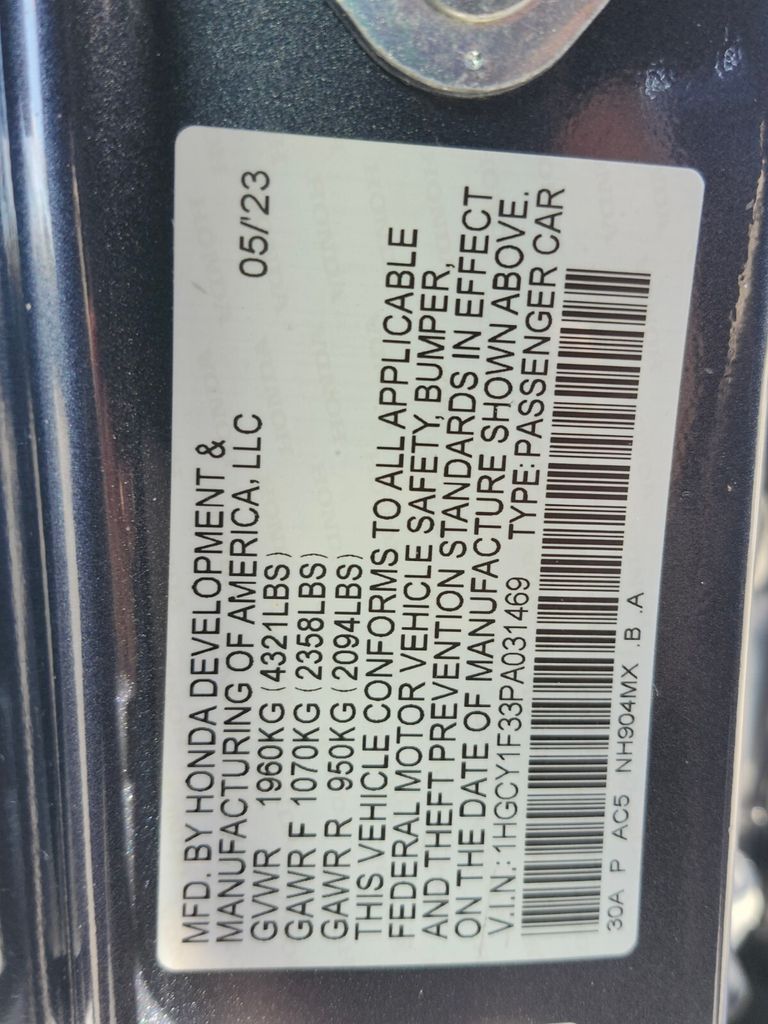 MFD. BY HONDA DEVELOPMENT &
MANUFACTURING OF AMERICA, LLC 05/'23
GVWR 1960KG (4321LBS)
GAWR F 1070KG (2358LBS)
GAWR R 950KG (2094LBS)
THIS VEHICLE CONFORMS TO ALL APPLICABLE
FEDERAL MOTOR VEHICLE SAFETY, BUMPER,
AND THEFT PREVENTION STANDARDS IN EFFECT
ON THE DATE OF MANUFACTURE SHOWN ABOVE.
V.I.N.: 1HGCY1F33PA031469 TYPE: PASSENGER CAR
30A P AC5 NH904MX .B .A